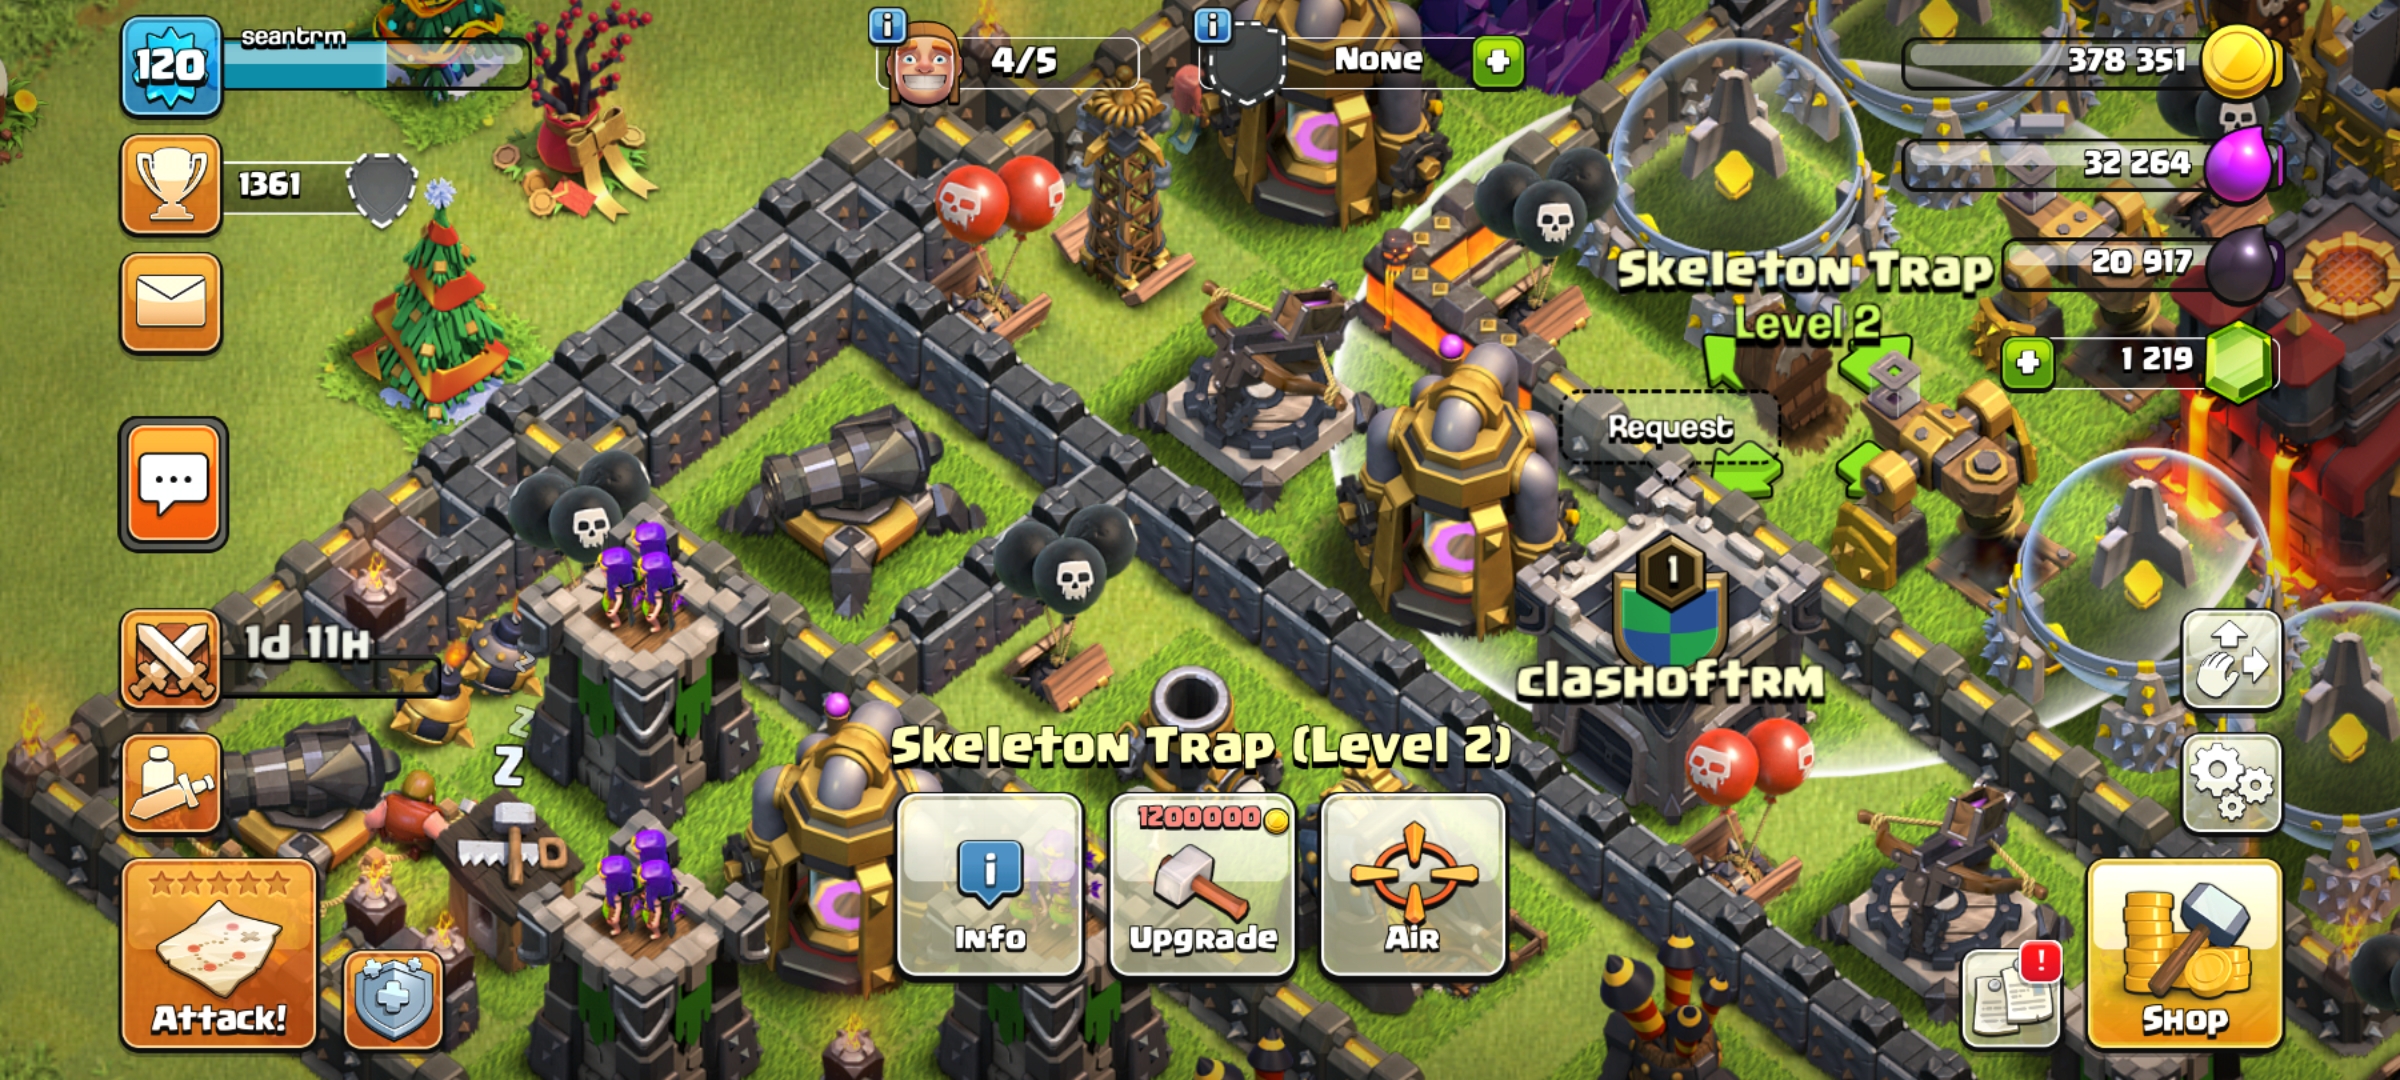 120
seantrm
4/5
None
378 351
1361
32 264
20 917
Skeleton Trap
Level 2
1 219
Request
1
clashoftrm
1d 11H
Z
Z
Z
Skeleton Trap (Level 2)
1200000
Info
Upgrade
Air
Attack!
!
Shop